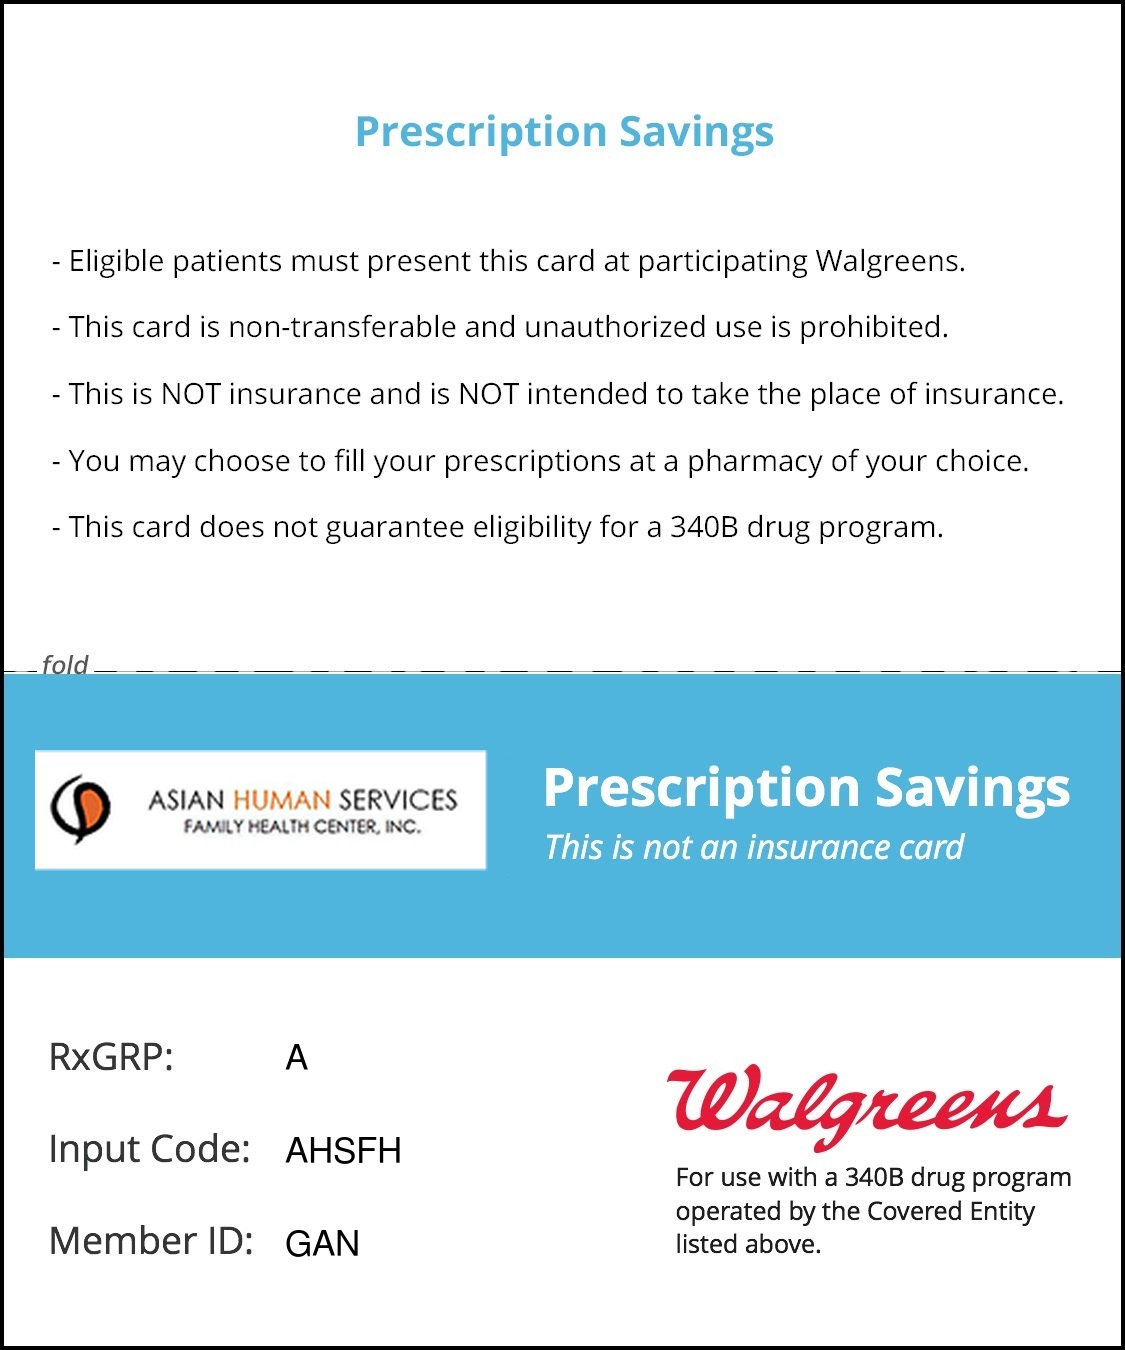 Prescription Savings
- Eligible patients must present this card at participating Walgreens.
- This card is non-transferable and unauthorized use is prohibited.
- This is NOT insurance and is NOT intended to take the place of insurance.
- You may choose to fill your prescriptions at a pharmacy of your choice.
- This card does not guarantee eligibility for a 340B drug program.
fold
ASIAN HUMAN SERVICES
FAMILY HEALTH CENTER, INC.
Prescription Savings
This is not an insurance card
RxGRP: A
Input Code: AHSFH
Member ID: GAN
Walgreens
For use with a 340B drug program
operated by the Covered Entity
listed above.